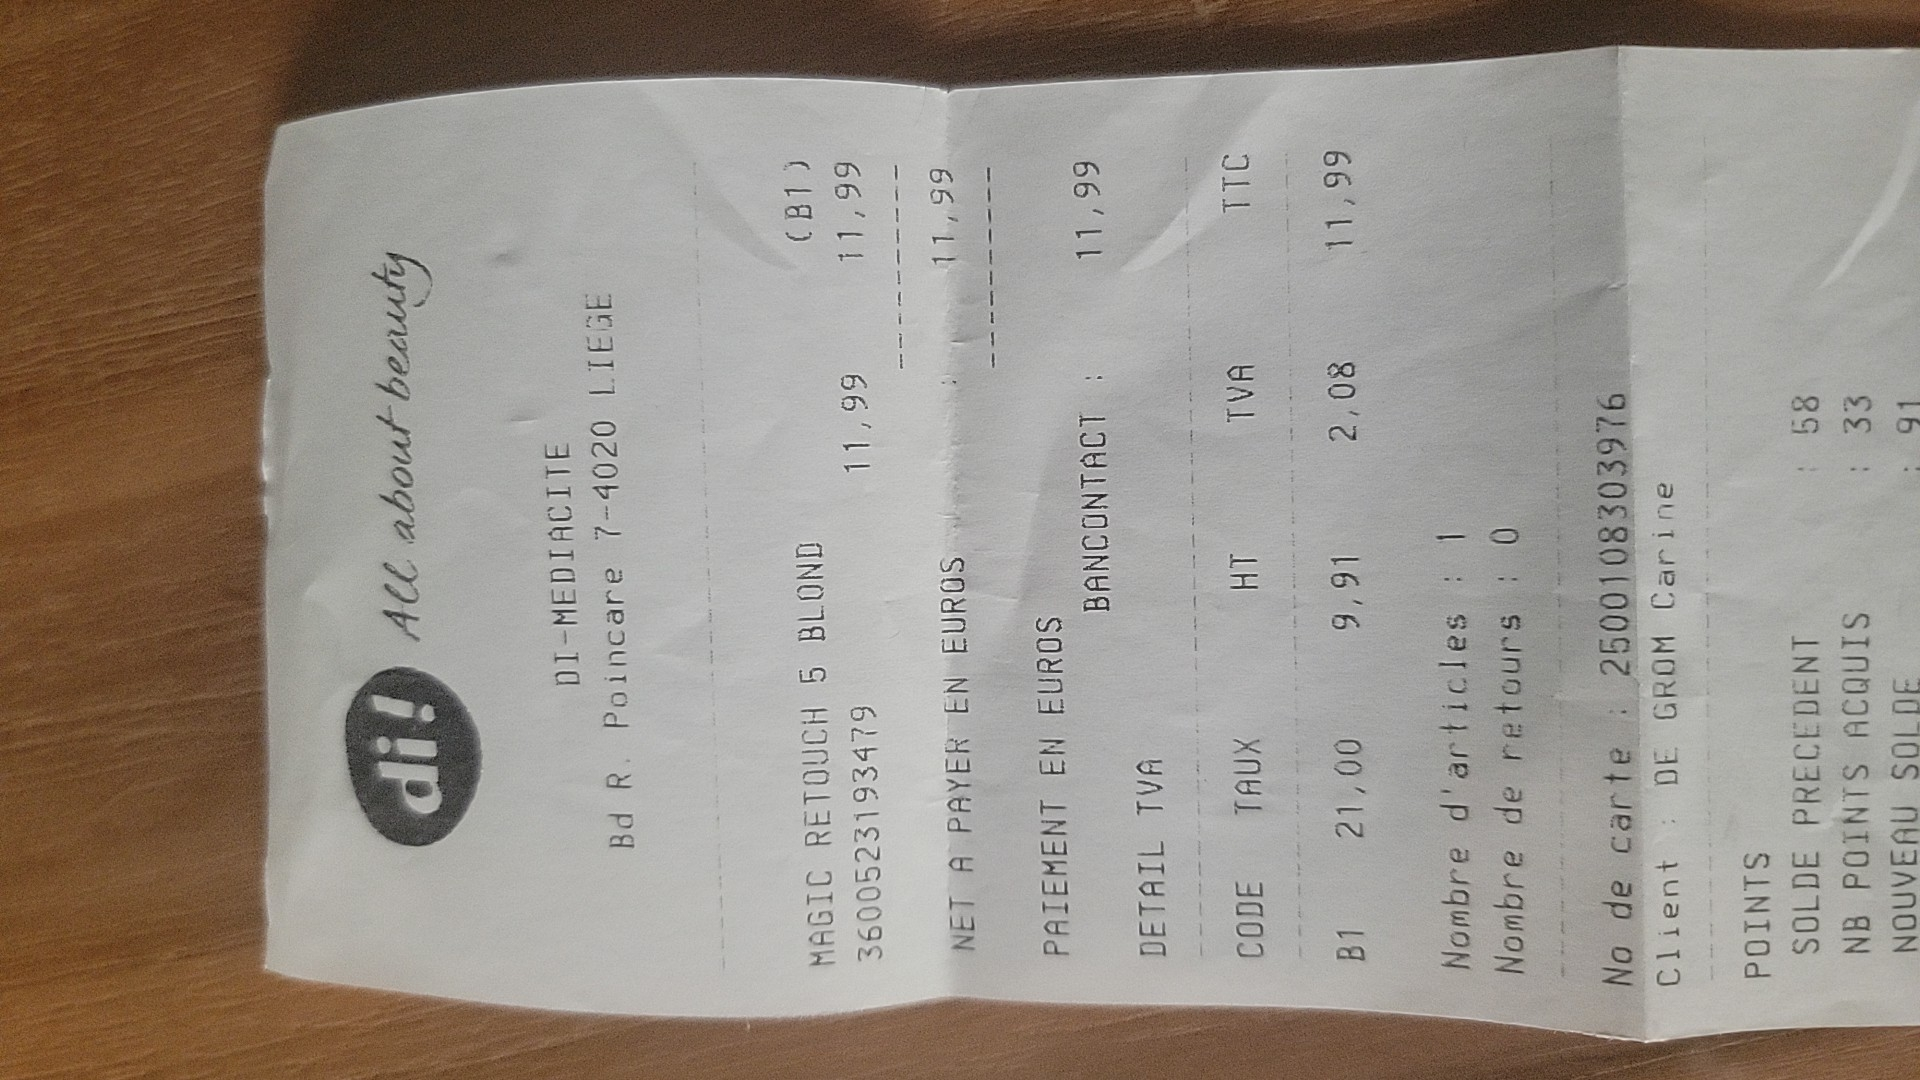 di! All about beauty
DI-MEDIACITE
Bd R. Poincare 7-4020 LIEGE
MAGIC RETOUCH 5 BLOND (B1)
3600523193479 11,99 11,99
NET A PAYER EN EUROS : 11,99
PAIEMENT EN EUROS
BANCONTACT : 11,99
DETAIL TVA
CODE TAUX HT TVA TTC
B1 21,00 9,91 2,08 11,99
Nombre d'articles : 1
Nombre de retours : 0
No de carte : 2500108303976
Client : DE GROM Carine
POINTS
SOLDE PRECEDENT : 58
NB POINTS ACQUIS : 33
NOUVEAU SOLDE : 91